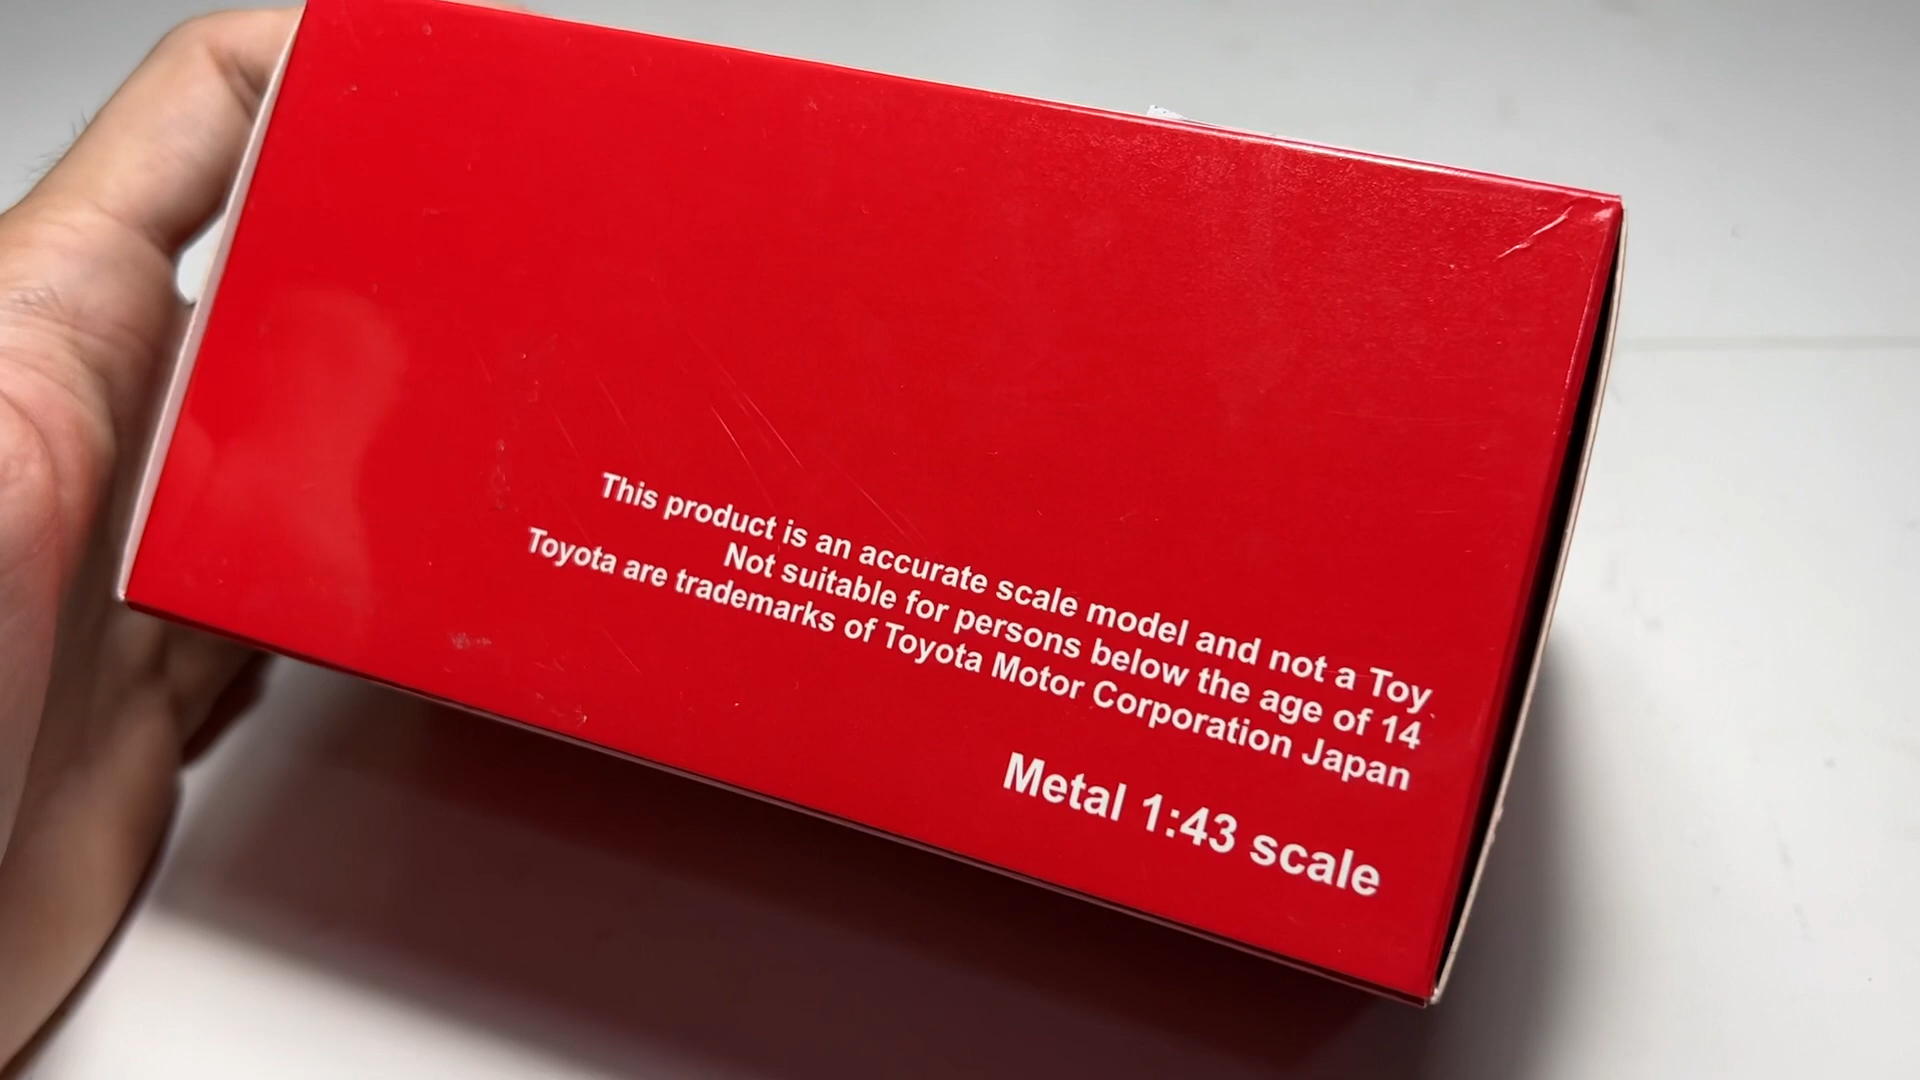 This product is an accurate scale model and not a Toy
Not suitable for persons below the age of 14
Toyota are trademarks of Toyota Motor Corporation Japan
Metal 1:43 scale